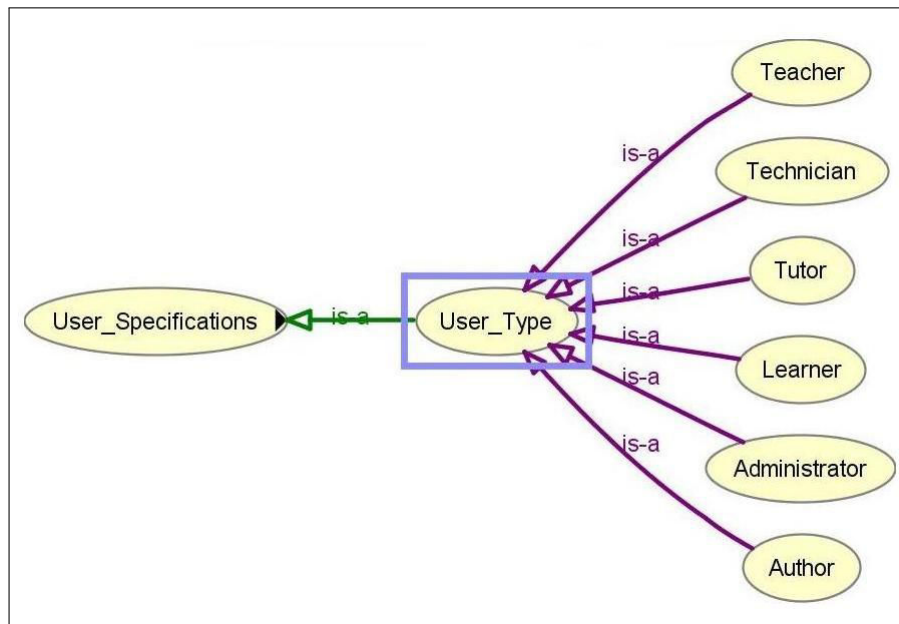 Teacher
is-a
Technician
is-a
Tutor
is-a
User_Specifications
is-a
User_Type
is-a
Learner
is-a
Administrator
is-a
Author